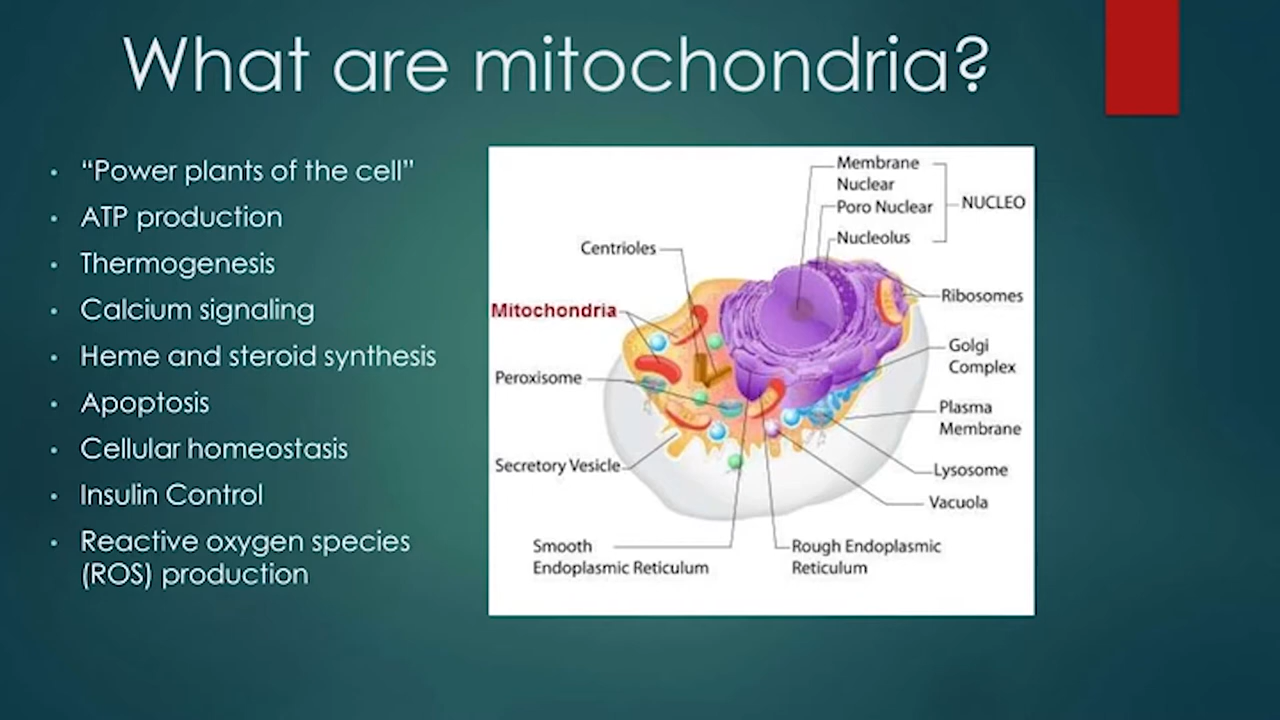 What are mitochondria?
• “Power plants of the cell”
• ATP production
• Thermogenesis
• Calcium signaling
• Heme and steroid synthesis
• Apoptosis
• Cellular homeostasis
• Insulin Control
• Reactive oxygen species
(ROS) production
Membrane
Nuclear
Poro Nuclear
Nucleolus
NUCLEO
Centrioles
Mitochondria
Peroxisome
Secretory Vesicle
Smooth
Endoplasmic Reticulum
Ribosomes
Golgi
Complex
Plasma
Membrane
Lysosome
Vacuola
Rough Endoplasmic
Reticulum